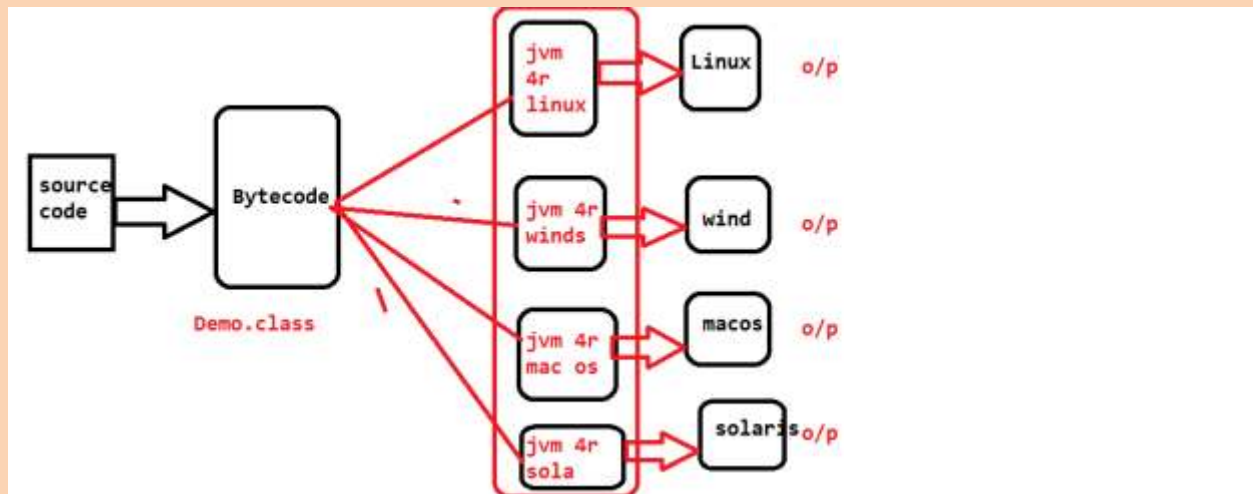 source
code
Bytecode
Demo.class
jvm
4r
linux
Linux
o/p
jvm 4r
winds
wind
o/p
jvm 4r
mac os
macos
o/p
jvm 4r
sola
solaris
o/p